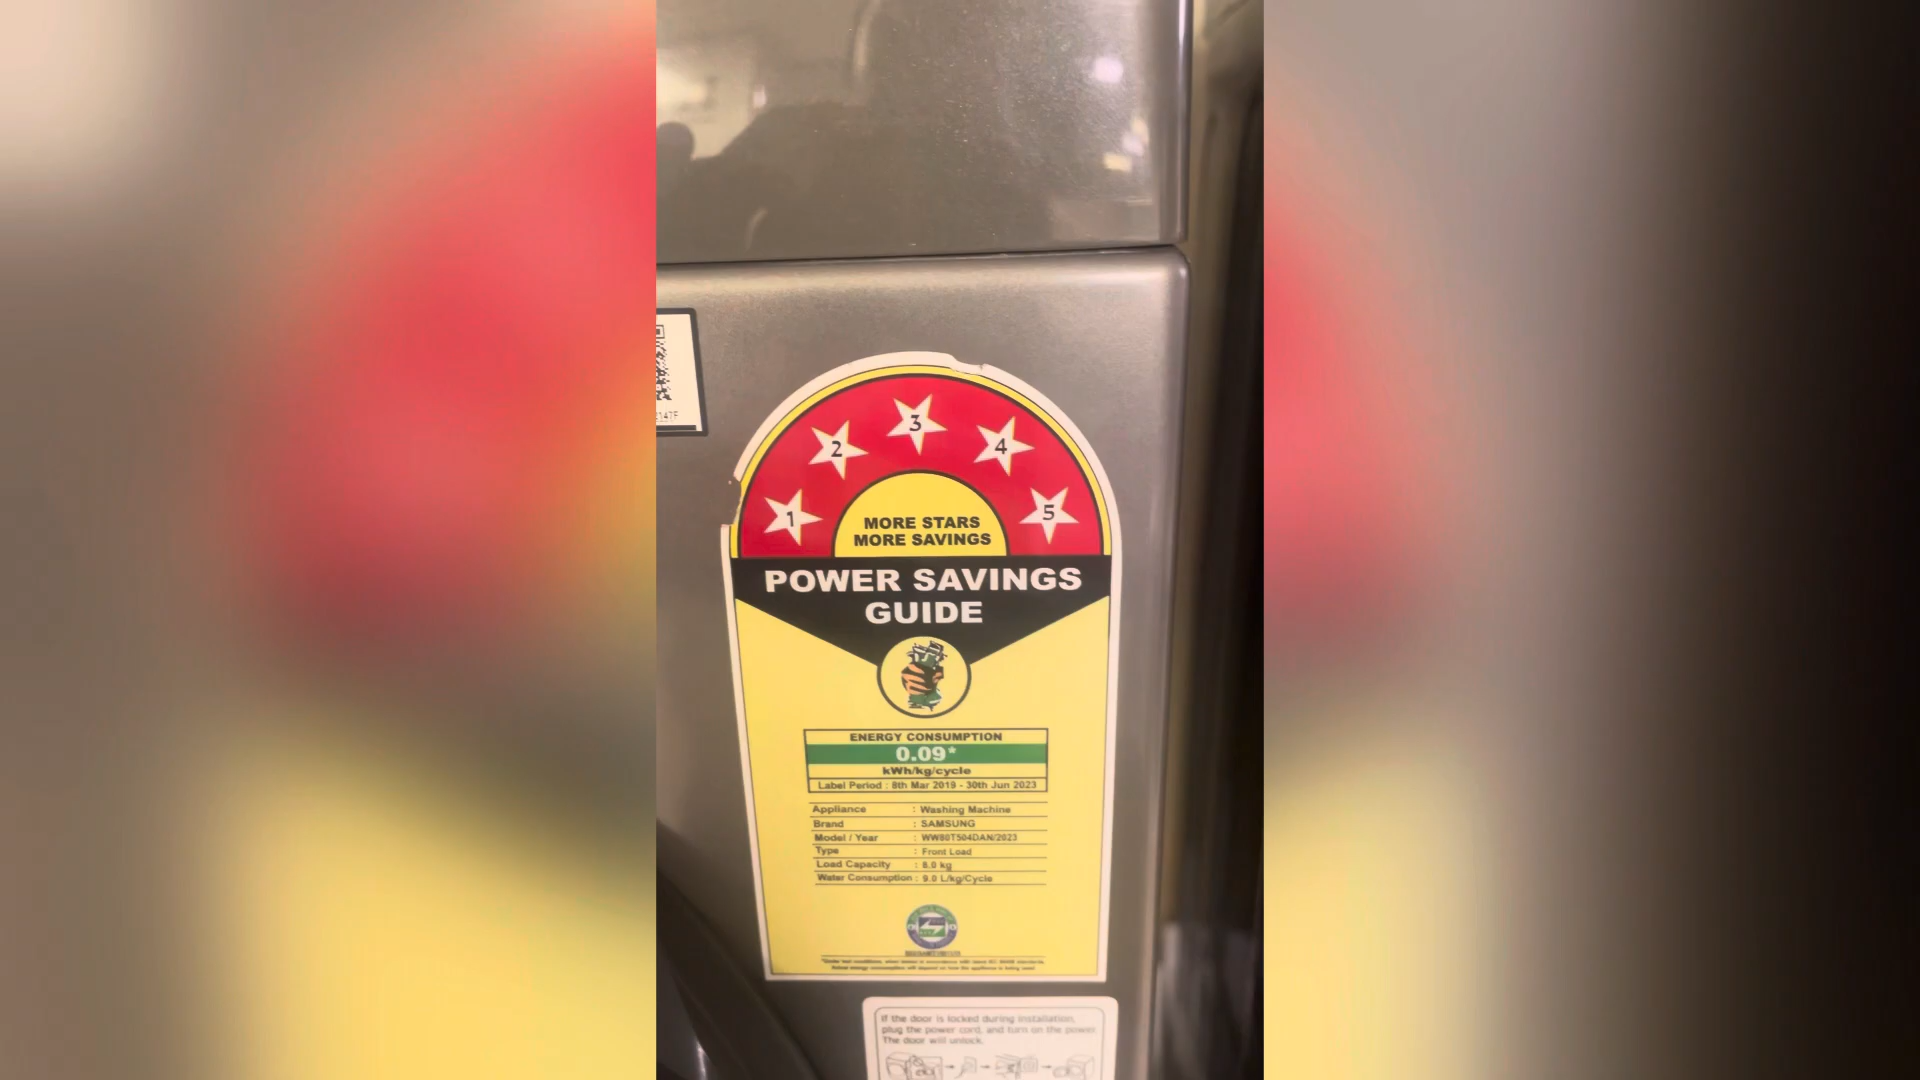 1 2 3 4 5
MORE STARS
MORE SAVINGS
POWER SAVINGS
GUIDE
ENERGY CONSUMPTION
0.09*
kWh/kg/cycle
Label Period : 8th Mar 2019 - 30th Jun 2023
Appliance : Washing Machine
Brand : SAMSUNG
Model / Year : WW80T504DAN/2023
Type : Front Load
Load Capacity : 8.0 kg
Water Consumption : 9.0 L/kg/Cycle
If the door is locked during installation,
plug the power cord, and turn on the power.
The door will unlock.